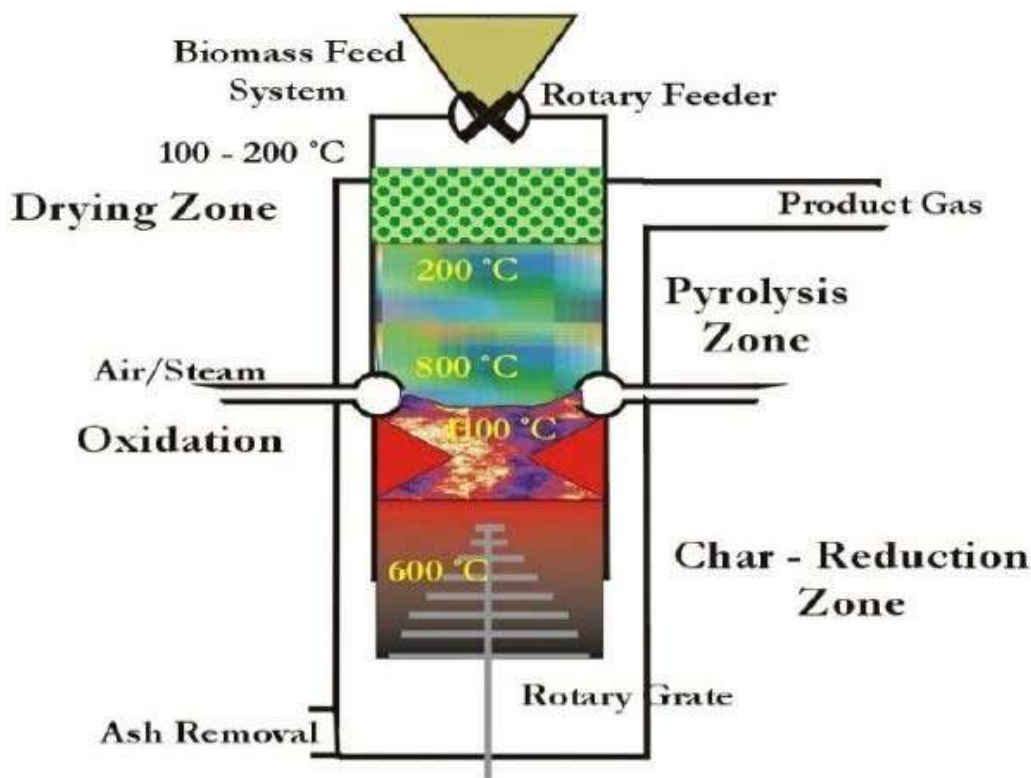 Biomass Feed
System
Rotary Feeder
100 - 200 °C
Drying Zone
Product Gas
200 °C
Pyrolysis
Zone
800 °C
Air/Steam
Oxidation
1100 °C
Char - Reduction
Zone
600 °C
Rotary Grate
Ash Removal